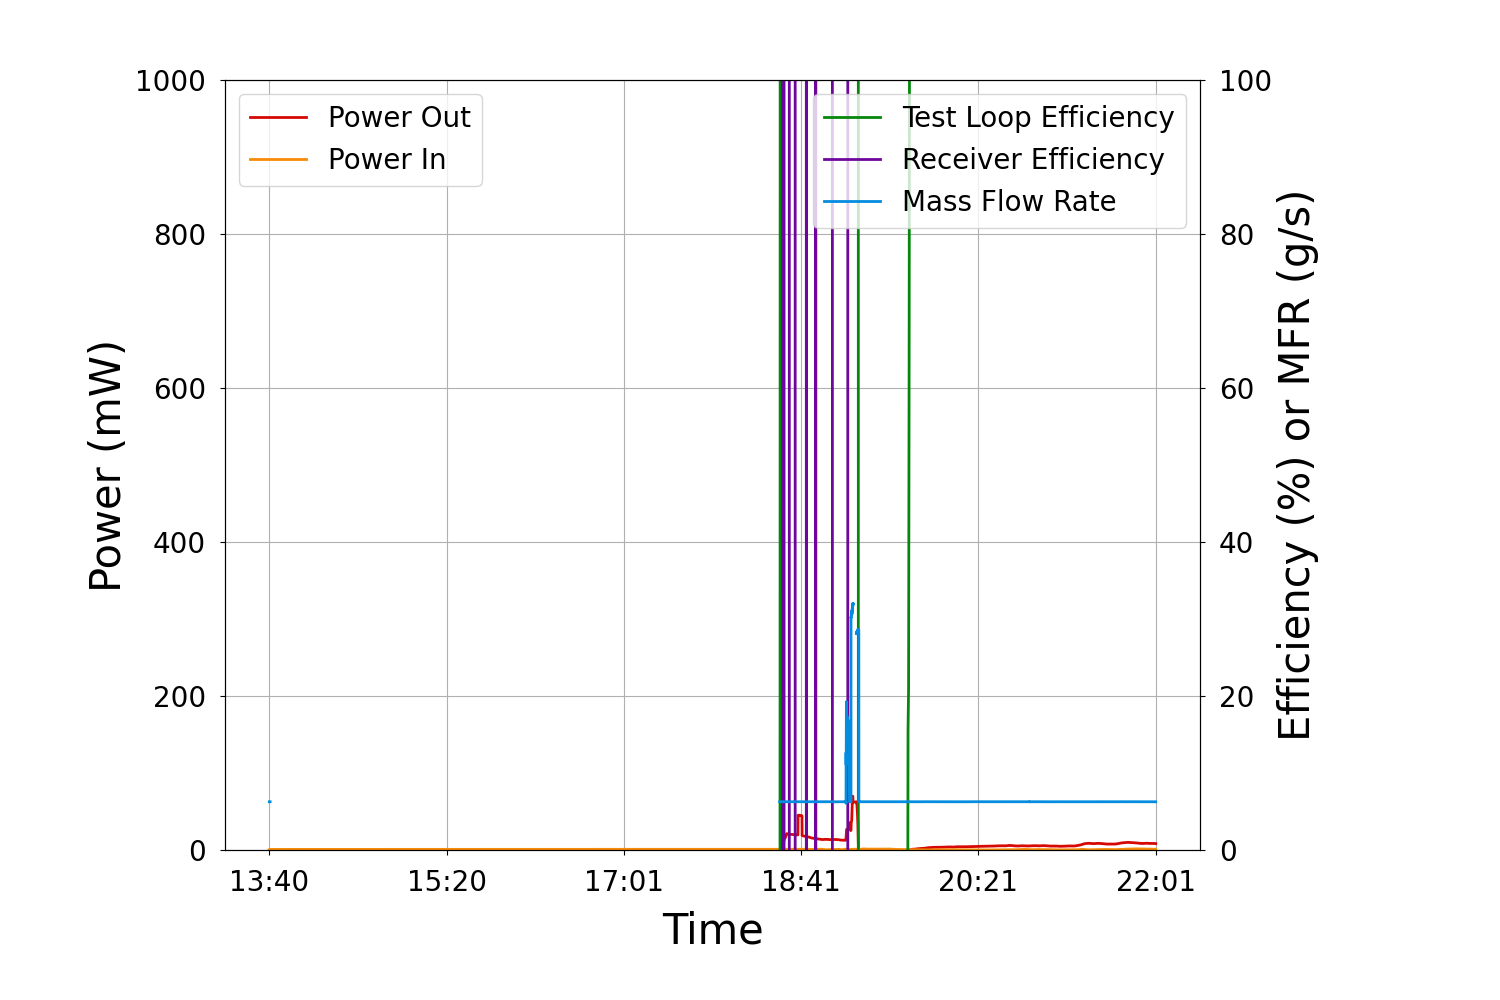 1000
800
600
400
200
0
Power (mW)
Power Out
Power In
Test Loop Efficiency
Receiver Efficiency
Mass Flow Rate
100
80
60
40
20
0
Efficiency (%) or MFR (g/s)
13:40 15:20 17:01 18:41 20:21 22:01
Time